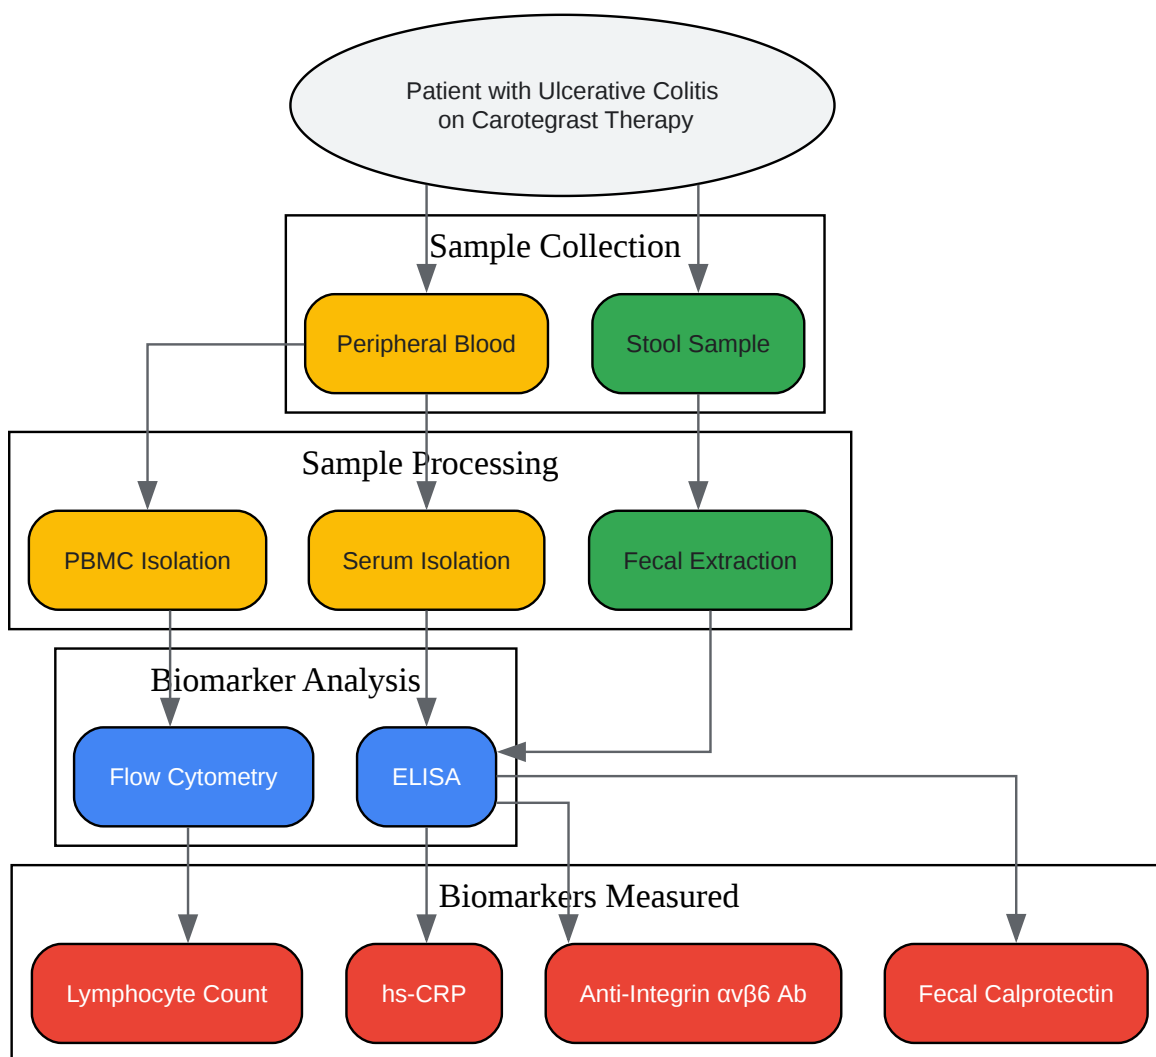 Patient with Ulcerative Colitis
on Carotegrast Therapy
Sample Collection
Peripheral Blood
Stool Sample
Sample Processing
PBMC Isolation
Serum Isolation
Fecal Extraction
Biomarker Analysis
Flow Cytometry
ELISA
Biomarkers Measured
Lymphocyte Count
hs-CRP
Anti-Integrin αvβ6 Ab
Fecal Calprotectin